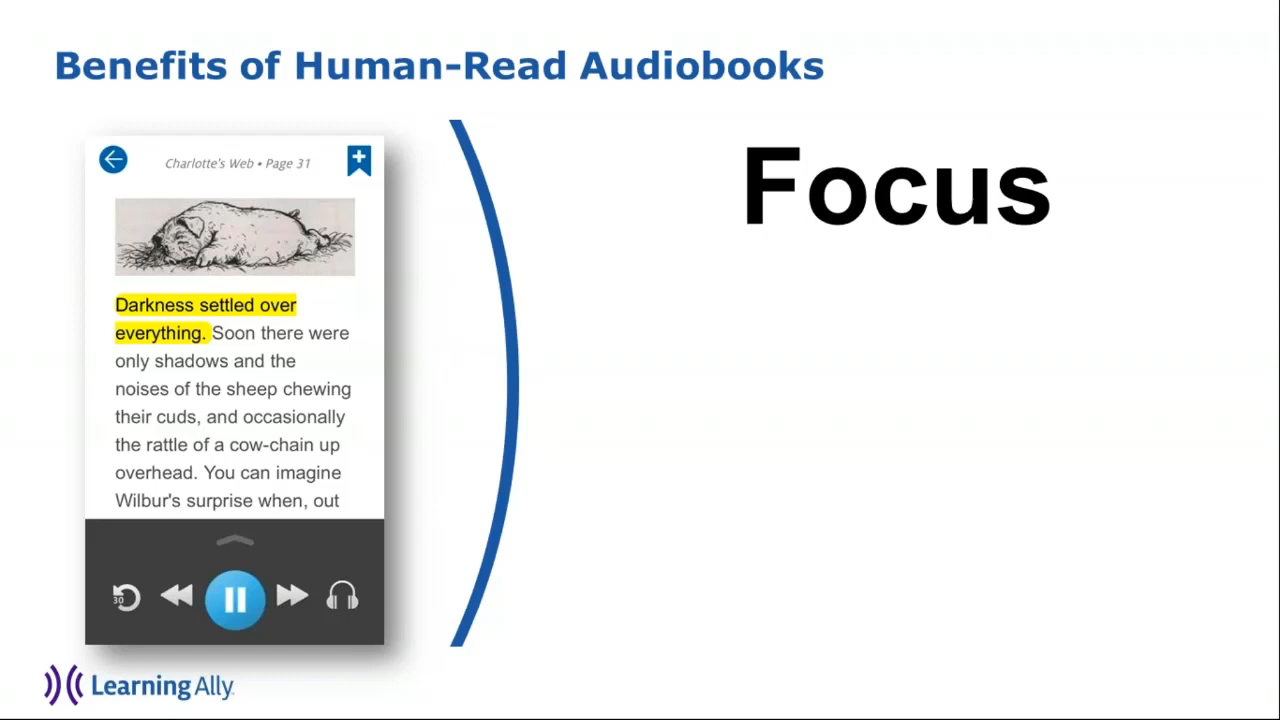 Benefits of Human-Read Audiobooks
Charlotte's Web • Page 31
Focus
Darkness settled over
everything. Soon there were
only shadows and the
noises of the sheep chewing
their cuds, and occasionally
the rattle of a cow-chain up
overhead. You can imagine
Wilbur's surprise when, out
30
Learning Ally